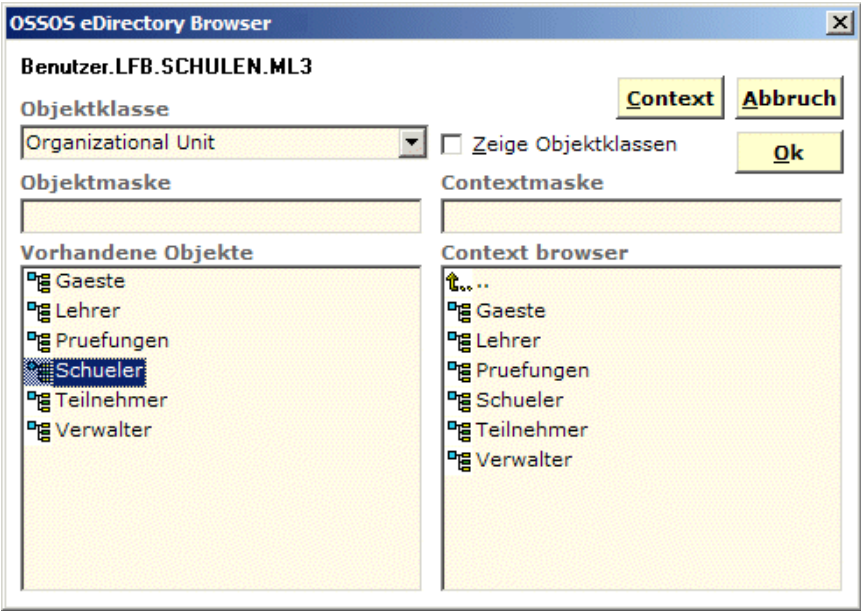 OSSOS eDirectory Browser
Benutzer.LFB.SCHULEN.ML3
Context
Abbruch
Objektklasse
Organizational Unit
Zeige Objektklassen
Ok
Objektmaske
Contextmaske
Vorhandene Objekte
Gaeste
Lehrer
Pruefungen
Schueler
Teilnehmer
Verwalter
Context browser
..
Gaeste
Lehrer
Pruefungen
Schueler
Teilnehmer
Verwalter